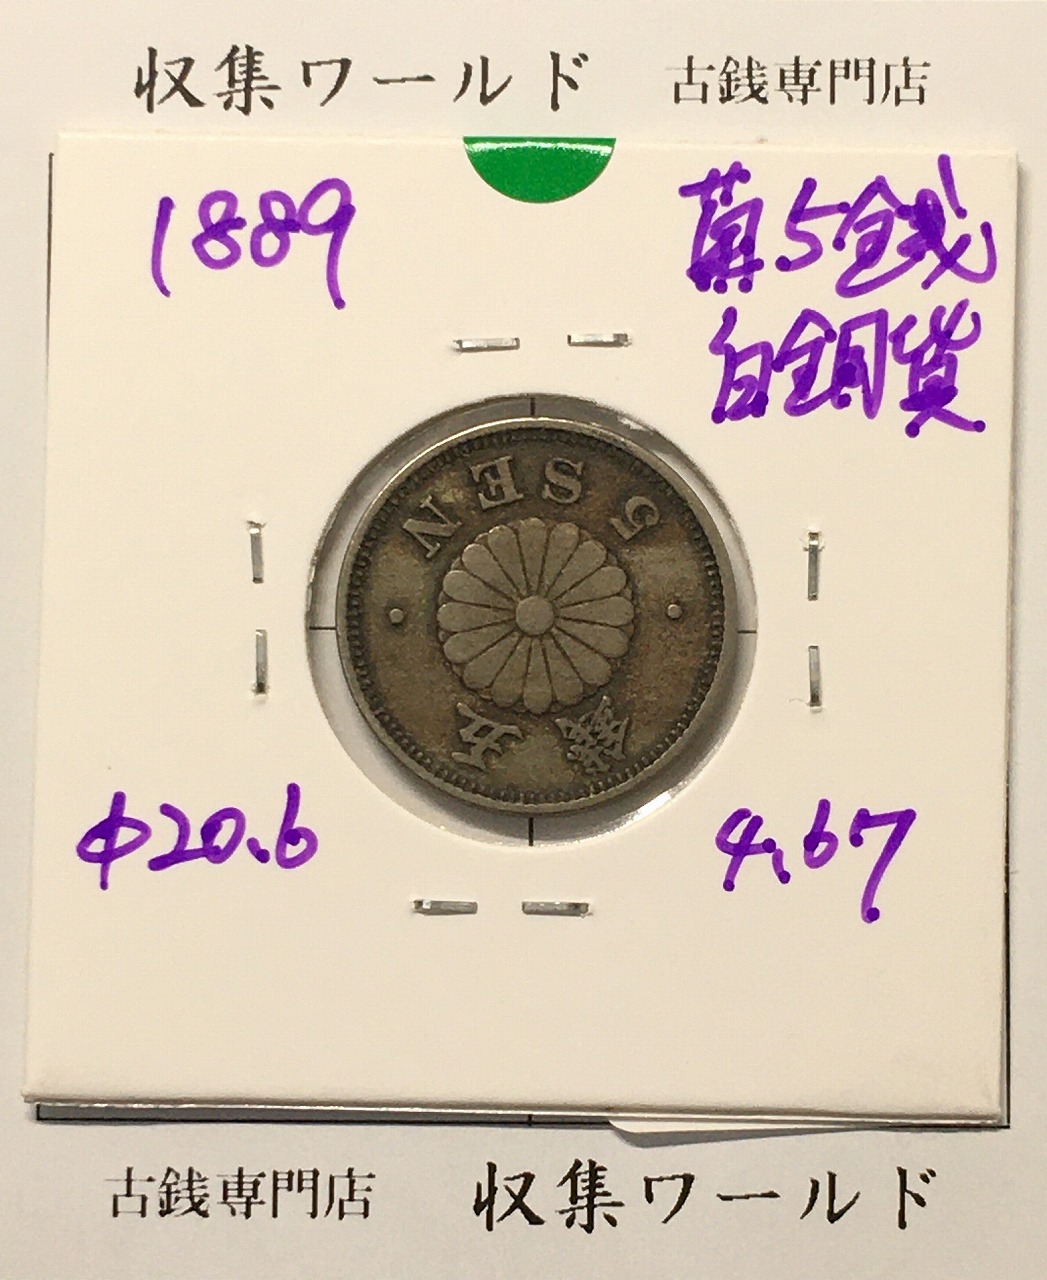 収集ワールド 古銭専門店
1889 菊5銭
白銅貨
5 SEN
五 錢
φ20.6 4.67
古銭専門店 収集ワールド